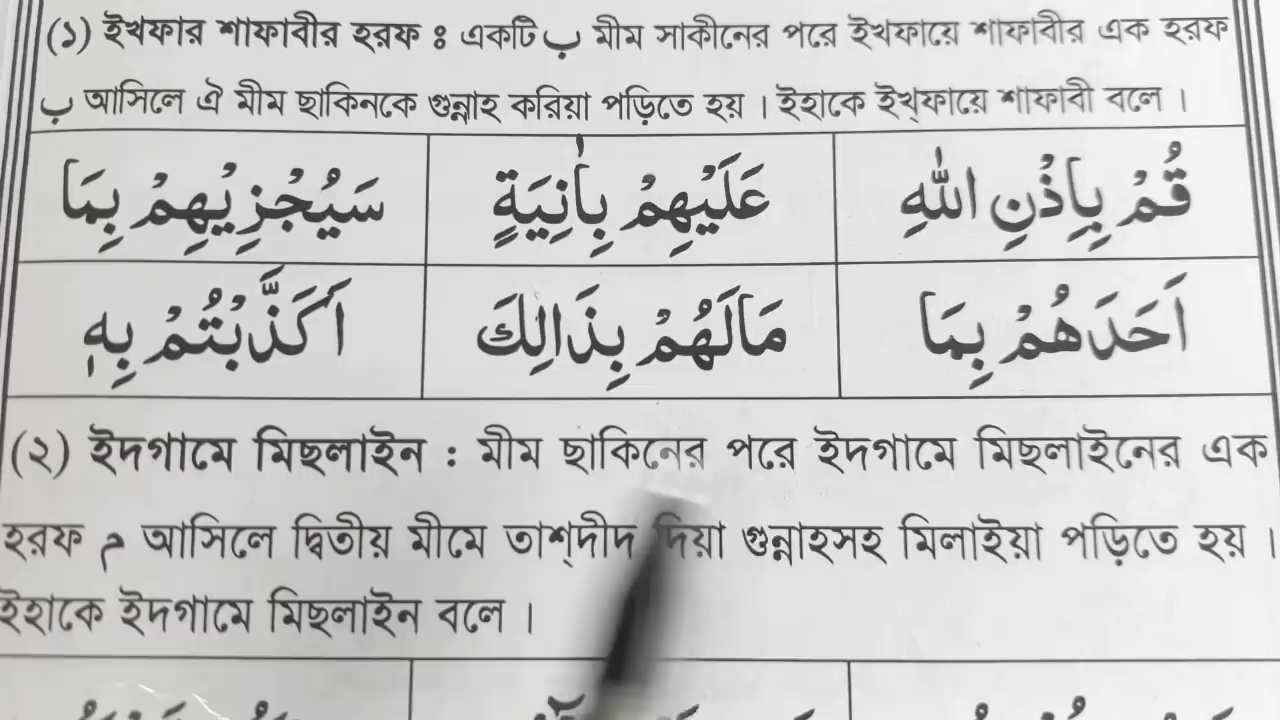 (১) ইখফার শাফাবীর হরফ ঃ একটি ب মীম সাকীনের পরে ইখফায়ে শাফাবীর এক হরফ
ب আসিলে ঐ মীম ছাকিনকে গুন্নাহ করিয়া পড়িতে হয় । ইহাকে ইখ্ফায়ে শাফাবী বলে ।
قُمْ بِاِذْنِ اللّٰهِ عَلَيْهِمْ بِاٰنِيَةٍ سَيُجْزِيْهِمْ بِمَا
اَحَدَهُمْ بِمَا مَالَهُمْ بِذَالِكَ اَكَذَّبْتُمْ بِهٖ
(২) ইদগামে মিছলাইন : মীম ছাকিনের পরে ইদগামে মিছলাইনের এক
হরফ م আসিলে দ্বিতীয় মীমে তাশ্দীদ দিয়া গুন্নাহসহ মিলাইয়া পড়িতে হয় ।
ইহাকে ইদগামে মিছলাইন বলে ।